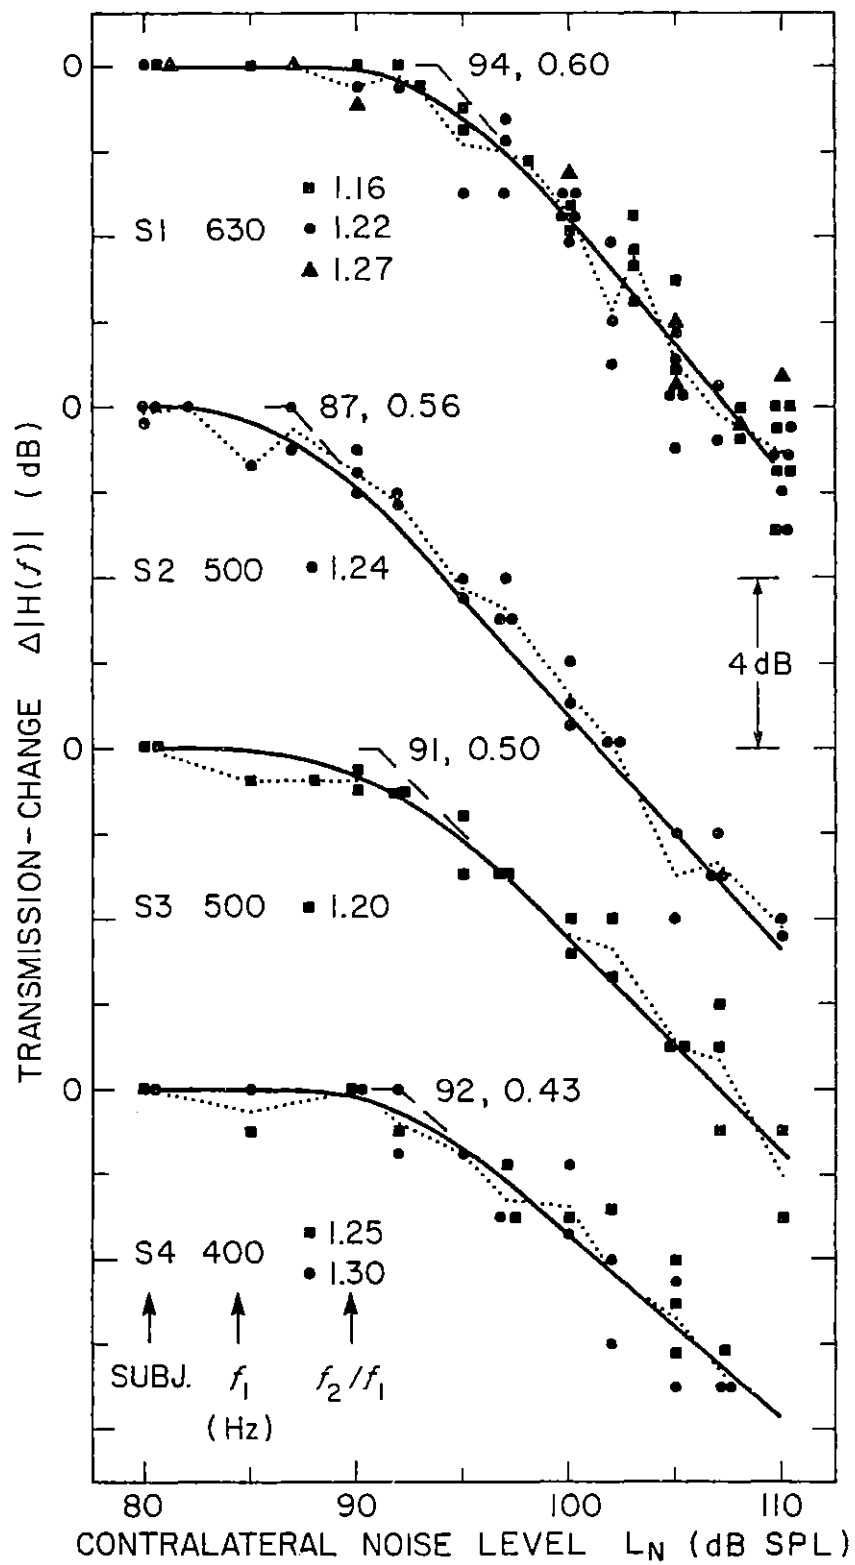 0
94, 0.60
■ 1.16
S1 630 ● 1.22
▲ 1.27
0
87, 0.56
S2 500 ● 1.24
4 dB
0
91, 0.50
S3 500 ■ 1.20
0
92, 0.43
■ 1.25
S4 400
● 1.30
SUBJ. f1 f2/f1
(Hz)
80 90 100 110
CONTRALATERAL NOISE LEVEL LN (dB SPL)
TRANSMISSION-CHANGE Δ|H(f)| (dB)